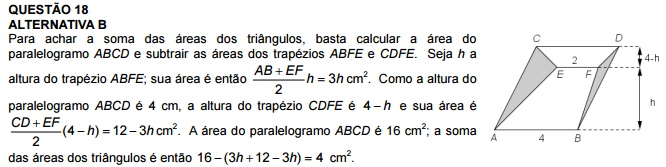 QUESTÃO 18
ALTERNATIVA B
Para achar a soma das áreas dos triângulos, basta calcular a área do
paralelogramo ABCD e subtrair as áreas dos trapézios ABFE e CDFE. Seja h a
altura do trapézio ABFE; sua área é então (AB + EF)/2 h = 3h cm². Como a altura do
paralelogramo ABCD é 4 cm, a altura do trapézio CDFE é 4 – h e sua área é
(CD + EF)/2 (4 – h) = 12 – 3h cm². A área do paralelogramo ABCD é 16 cm²; a soma
das áreas dos triângulos é então 16 – (3h + 12 – 3h) = 4 cm².
C
D
2
4-h
E
F
h
A
4
B